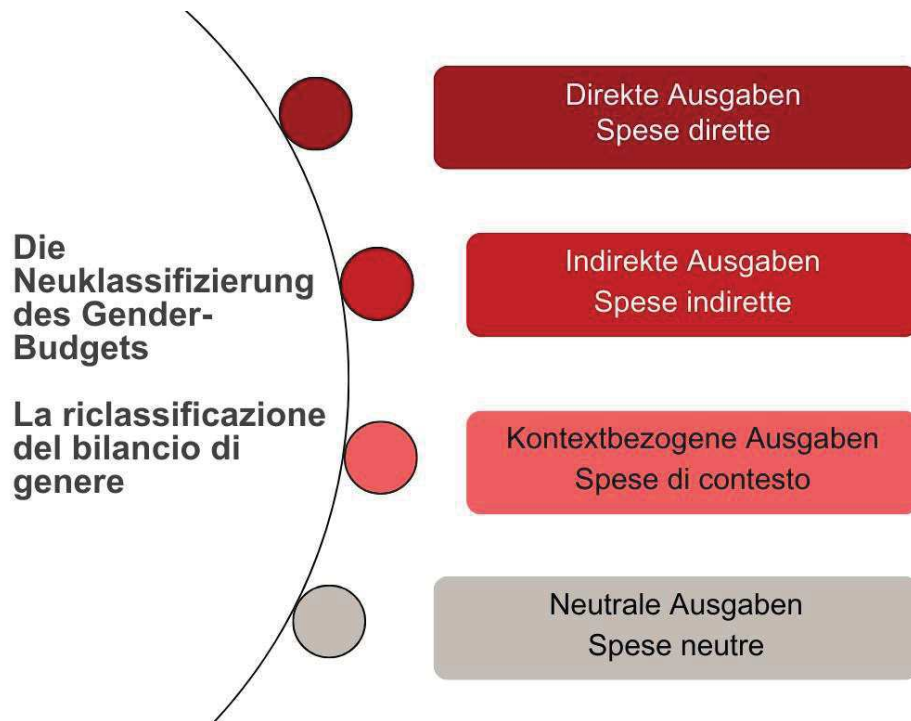 Die
Neuklassifizierung
des Gender-
Budgets
La riclassificazione
del bilancio di
genere
Direkte Ausgaben
Spese dirette
Indirekte Ausgaben
Spese indirette
Kontextbezogene Ausgaben
Spese di contesto
Neutrale Ausgaben
Spese neutre